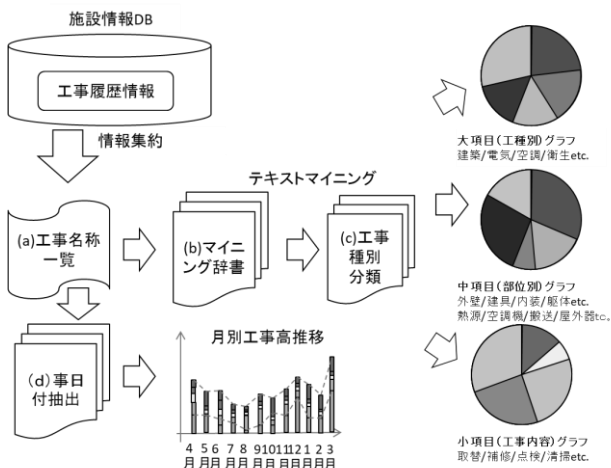 施設情報DB
工事履歴情報
情報集約
テキストマイニング
(a)工事名称
一覧
(b)マイニ
ング辞書
(c)工事
種別
分類
(d)事日
付抽出
月別工事高推移
4 5 6 7 8 9 10 11 12 1 2 3
月 月 月 月 月 月 月 月 月 月 月 月
大項目(工種別)グラフ
建築/電気/空調/衛生etc.
中項目(部位別)グラフ
外壁/建具/内装/躯体etc.
熱源/空調機/搬送/屋外器tc。
小項目(工事内容)グラフ
取替/補修/点検/清掃etc.